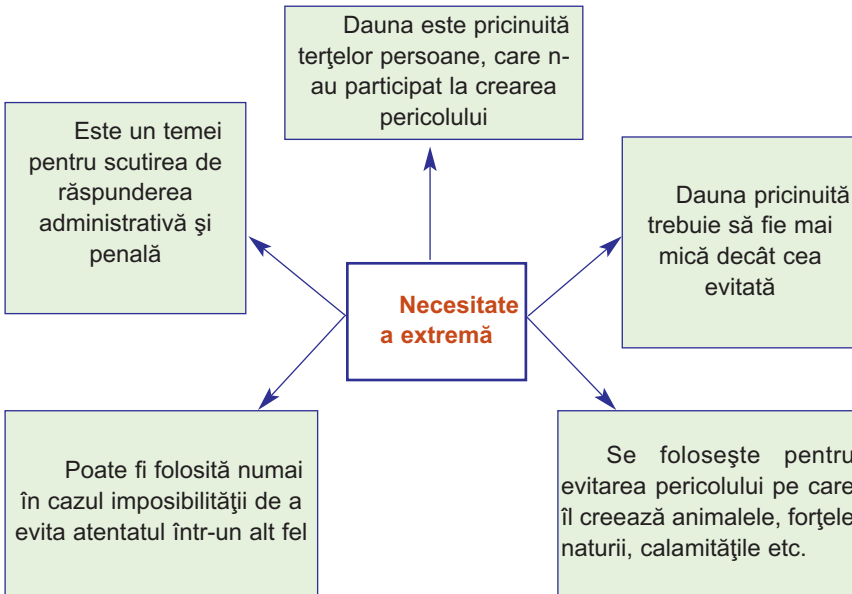 Dauna este pricinuită
terţelor persoane, care n-
au participat la crearea
pericolului
Este un temei
pentru scutirea de
răspunderea
administrativă şi
penală
Dauna pricinuită
trebuie să fie mai
mică decât cea
evitată
Necesitate
a extremă
Poate fi folosită numai
în cazul imposibilităţii de a
evita atentatul într-un alt fel
Se foloseşte pentru
evitarea pericolului pe care
îl creează animalele, forţele
naturii, calamităţile etc.